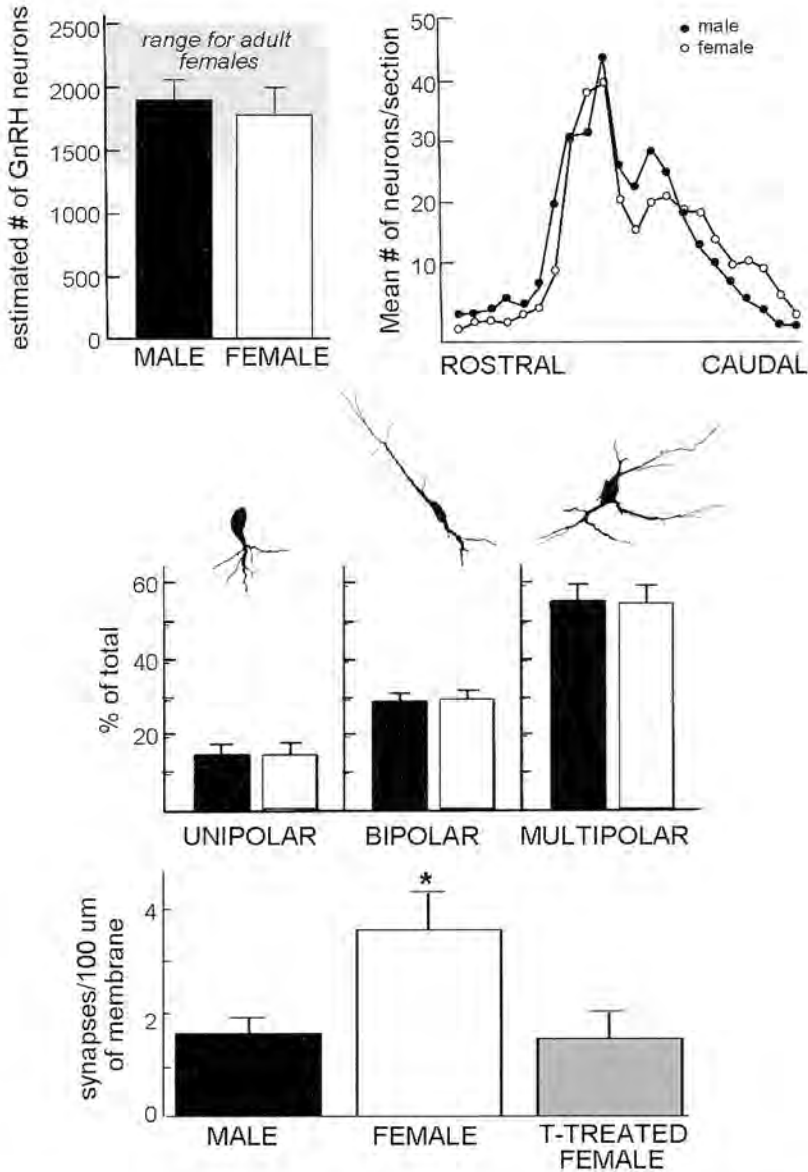 estimated # of GnRH neurons
2500
2000
1500
1000
500
0
range for adult
females
MALE FEMALE
Mean # of neurons/section
50
40
30
20
10
male
female
ROSTRAL CAUDAL
% of total
60
40
20
UNIPOLAR BIPOLAR MULTIPOLAR
synapses/100 um
of membrane
4
2
0
*
MALE FEMALE T-TREATED
FEMALE